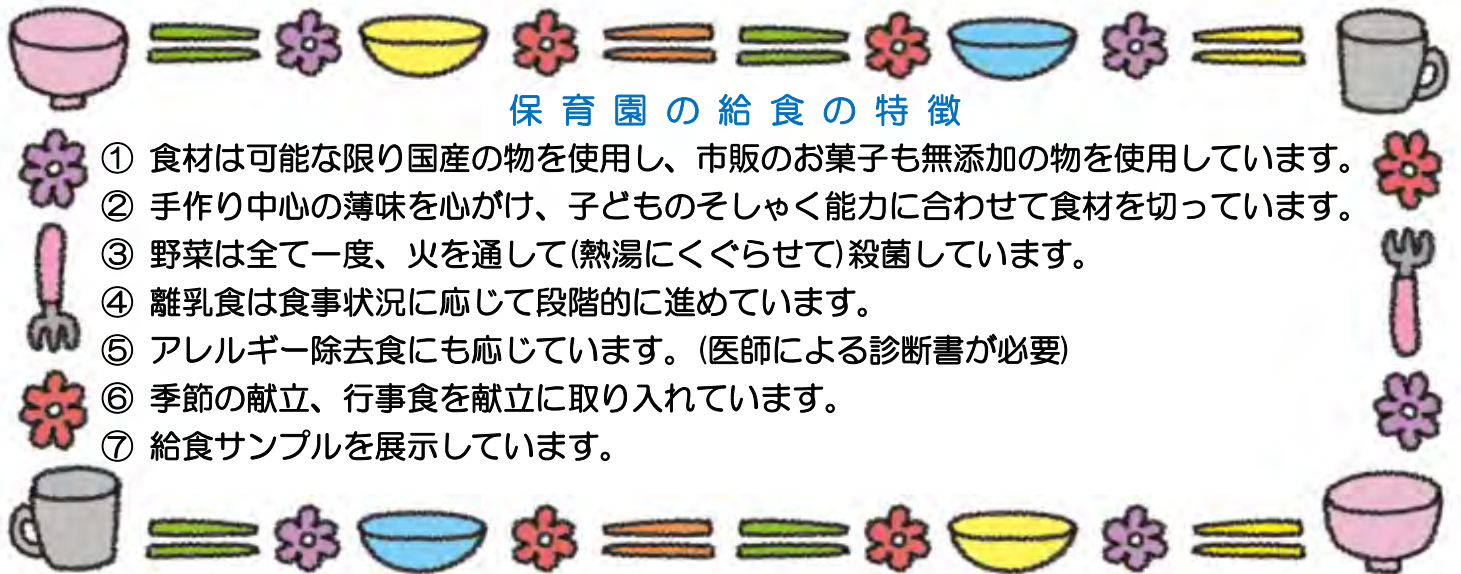 保育園の給食の特徴
① 食材は可能な限り国産の物を使用し、市販のお菓子も無添加の物を使用しています。
② 手作り中心の薄味を心がけ、子どものそしゃく能力に合わせて食材を切っています。
③ 野菜は全て一度、火を通して(熱湯にくぐらせて)殺菌しています。
④ 離乳食は食事状況に応じて段階的に進めています。
⑤ アレルギー除去食にも応じています。(医師による診断書が必要)
⑥ 季節の献立、行事食を献立に取り入れています。
⑦ 給食サンプルを展示しています。